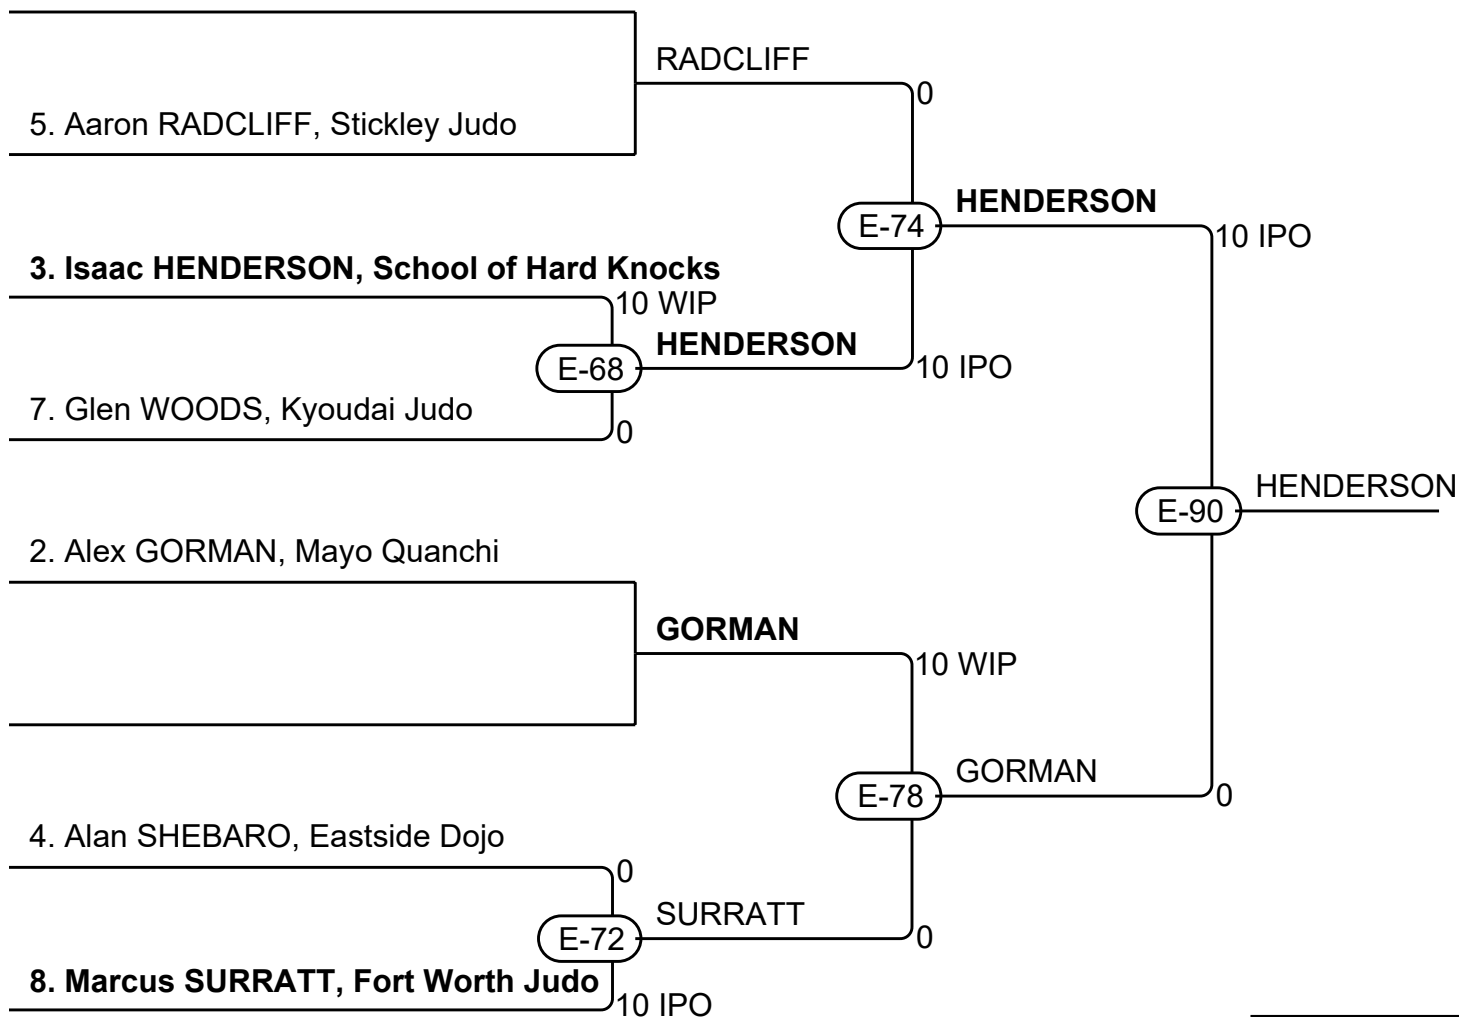 RADCLIFF
0
5. Aaron RADCLIFF, Stickley Judo
HENDERSON
E-74
10 IPO
3. Isaac HENDERSON, School of Hard Knocks
10 WIP
HENDERSON
E-68
10 IPO
7. Glen WOODS, Kyoudai Judo
0
HENDERSON
E-90
2. Alex GORMAN, Mayo Quanchi
GORMAN
10 WIP
GORMAN
E-78
0
4. Alan SHEBARO, Eastside Dojo
0
SURRATT
E-72
0
8. Marcus SURRATT, Fort Worth Judo
10 IPO